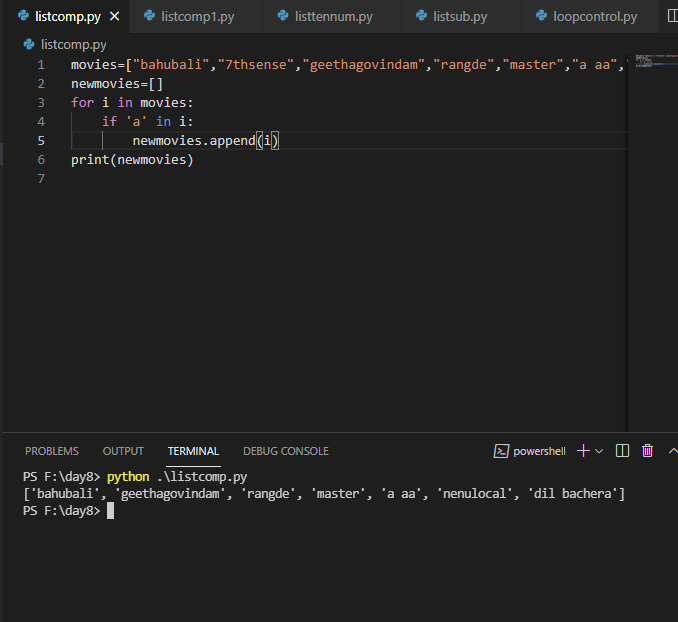 listcomp.py listcomp1.py listtennum.py listsub.py loopcontrol.py
listcomp.py
1 movies=["bahubali","7thsense","geethagovindam","rangde","master","a aa",
2 newmovies=[]
3 for i in movies:
4     if 'a' in i:
5         newmovies.append(i)
6 print(newmovies)
7
PROBLEMS OUTPUT TERMINAL DEBUG CONSOLE powershell
PS F:\day8> python .\listcomp.py
['bahubali', 'geethagovindam', 'rangde', 'master', 'a aa', 'nenulocal', 'dil bachera']
PS F:\day8>